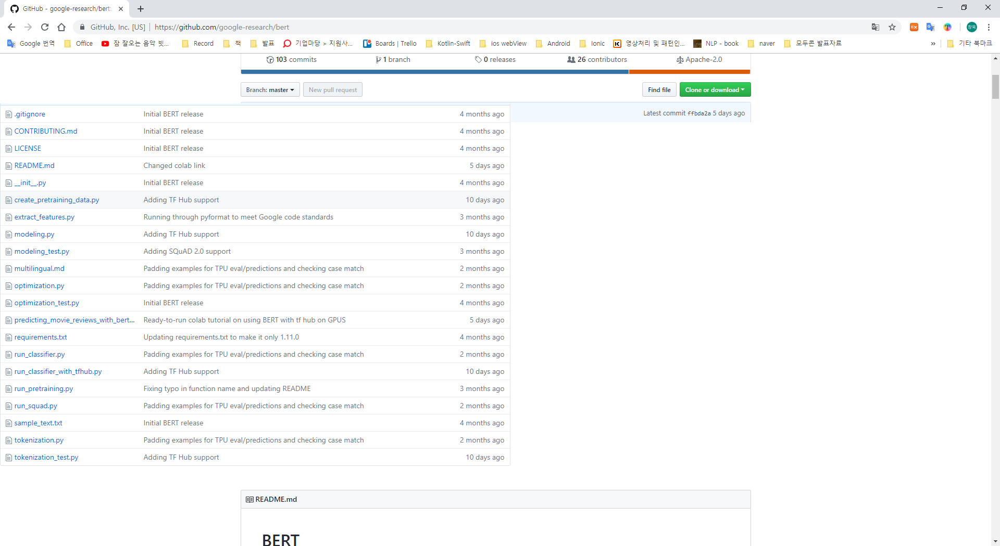 GitHub - google-research/bert:
GitHub, Inc. [US] | https://github.com/google-research/bert
창욱
Google 번역 Office 잠 잘오는 음악 빗... Record 책 발표 기업마당 > 지원사... Boards | Trello Kotlin-Swift ios webView Android Ionic 영상처리 및 패턴인... NLP - book naver 모두콘 발표자료 » 기타 북마크
103 commits 1 branch 0 releases 26 contributors Apache-2.0
Branch: master New pull request Find file Clone or download
Latest commit ffbda2a 5 days ago
.gitignore Initial BERT release 4 months ago
CONTRIBUTING.md Initial BERT release 4 months ago
LICENSE Initial BERT release 4 months ago
README.md Changed colab link 5 days ago
__init__.py Initial BERT release 4 months ago
create_pretraining_data.py Adding TF Hub support 10 days ago
extract_features.py Running through pyformat to meet Google code standards 3 months ago
modeling.py Adding TF Hub support 10 days ago
modeling_test.py Adding SQuAD 2.0 support 3 months ago
multilingual.md Padding examples for TPU eval/predictions and checking case match 2 months ago
optimization.py Padding examples for TPU eval/predictions and checking case match 2 months ago
optimization_test.py Initial BERT release 4 months ago
predicting_movie_reviews_with_bert... Ready-to-run colab tutorial on using BERT with tf hub on GPUS 5 days ago
requirements.txt Updating requirements.txt to make it only 1.11.0 4 months ago
run_classifier.py Padding examples for TPU eval/predictions and checking case match 2 months ago
run_classifier_with_tfhub.py Adding TF Hub support 10 days ago
run_pretraining.py Fixing typo in function name and updating README 3 months ago
run_squad.py Padding examples for TPU eval/predictions and checking case match 2 months ago
sample_text.txt Initial BERT release 4 months ago
tokenization.py Padding examples for TPU eval/predictions and checking case match 2 months ago
tokenization_test.py Adding TF Hub support 10 days ago
README.md
BERT